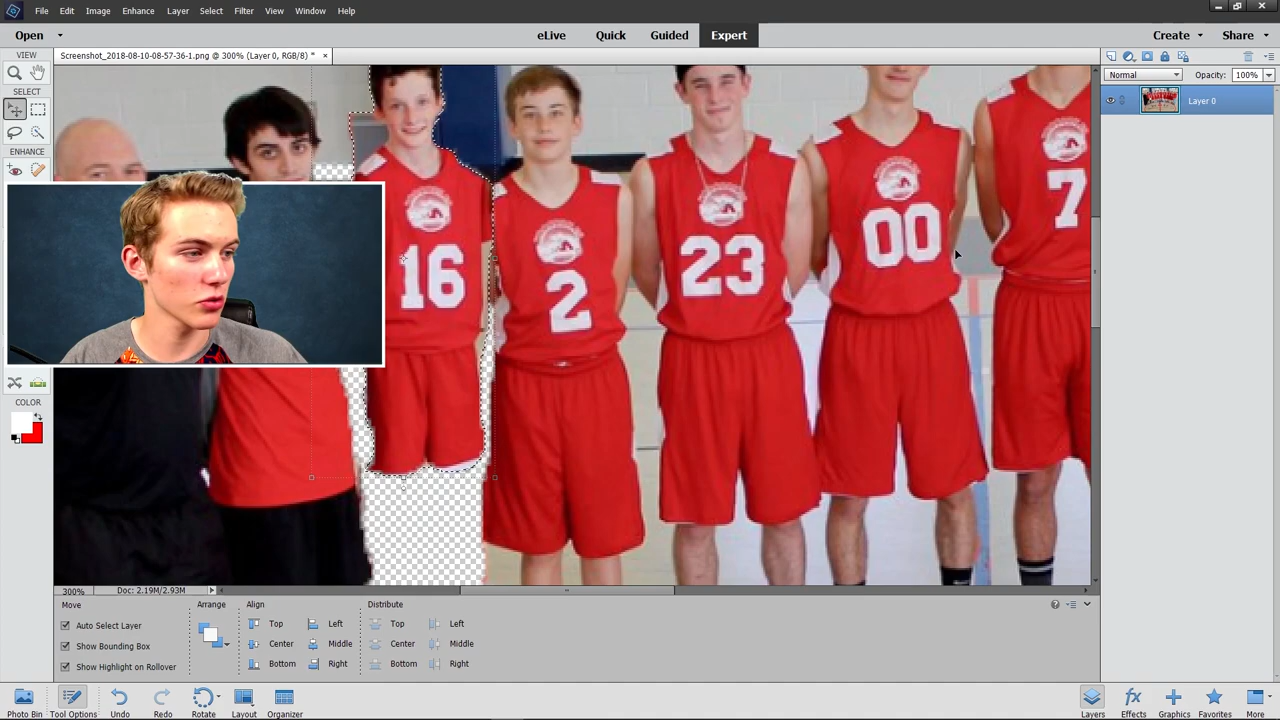 File Edit Image Enhance Layer Select Filter View Window Help
Open eLive Quick Guided Expert Create Share
VIEW Screenshot_2018-08-10-08-57-36-1.png @ 300% (Layer 0, RGB/8) * ×
Normal Opacity: 100%
SELECT
Layer 0
ENHANCE
7
16 2 23 00
COLOR
300% Doc: 2.19M/2.93M
Move Arrange Align Distribute
Auto Select Layer Top Left Top Left
Show Bounding Box Center Middle Center Middle
Show Highlight on Rollover Bottom Right Bottom Right
Photo Bin Tool Options Undo Redo Rotate Layout Organizer Layers Effects Graphics Favorites More